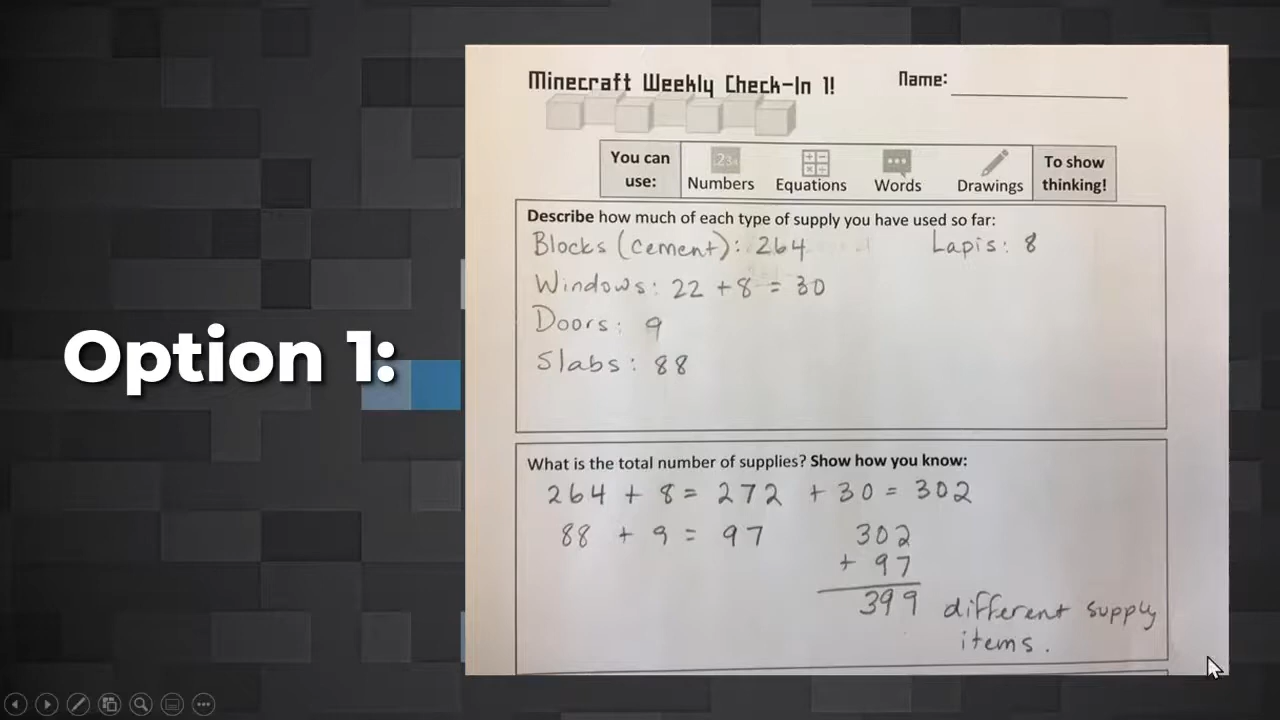 Option 1:
Minecraft Weekly Check-In 1!
Name:
You can use:
Numbers
Equations
Words
Drawings
To show thinking!
Describe how much of each type of supply you have used so far:
Blocks (cement): 264
Lapis: 8
Windows: 22 + 8 = 30
Doors: 9
Slabs: 88
What is the total number of supplies? Show how you know:
264 + 8 = 272 + 30 = 302
88 + 9 = 97
302
+ 97
399 different supply
items.